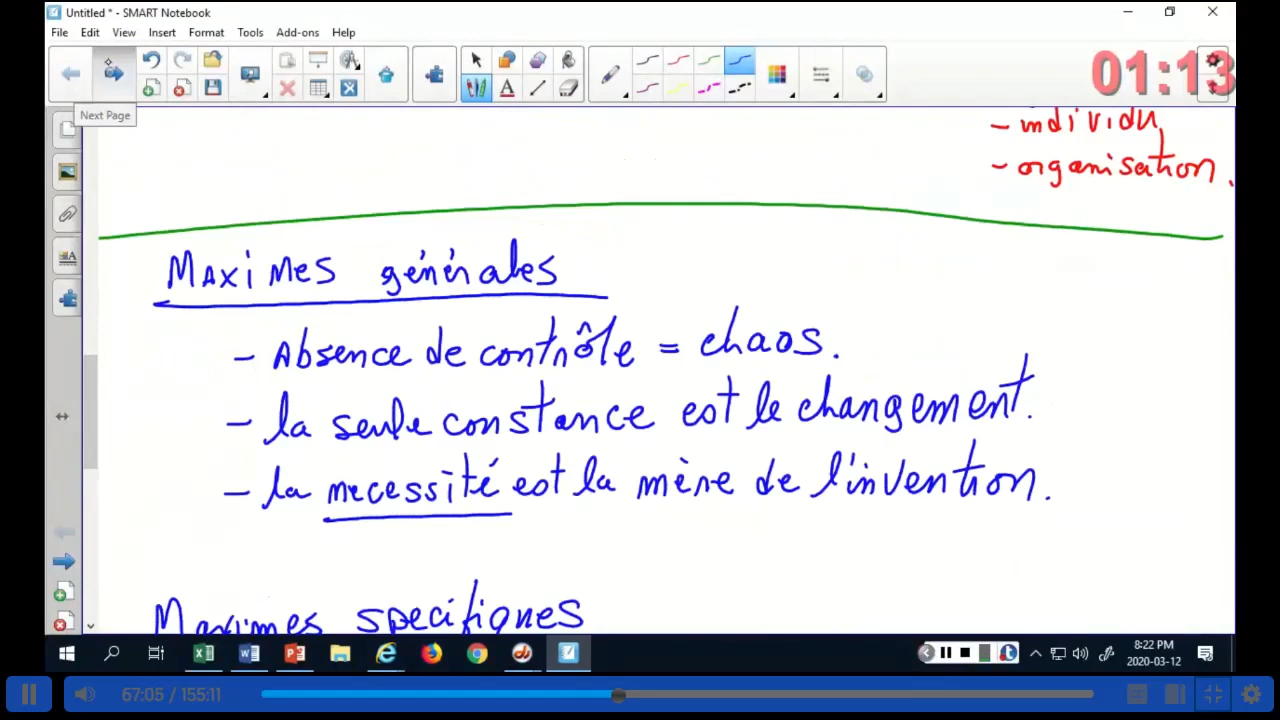 Untitled * - SMART Notebook
File Edit View Insert Format Tools Add-ons Help
01:13
Next Page
- individu
- organisation.
Maximes générales
- Absence de contrôle = chaos.
- la seule constance est le changement.
- la necessité est la mère de l'invention.
Maximes specifiques
8:22 PM
2020-03-12
67:05 / 155:11